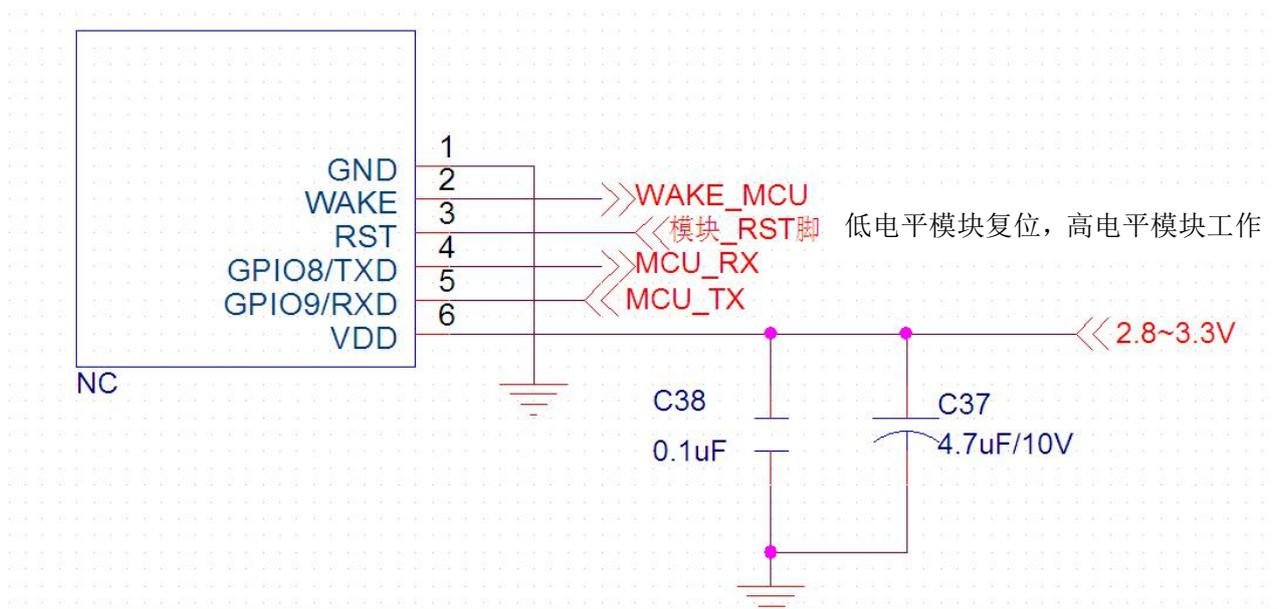 1
GND
2
WAKE
WAKE_MCU
3
RST
模块_RST脚
低电平模块复位，高电平模块工作
4
GPIO8/TXD
MCU_RX
5
GPIO9/RXD
MCU_TX
6
VDD
2.8~3.3V
NC
C38
0.1uF
C37
4.7uF/10V